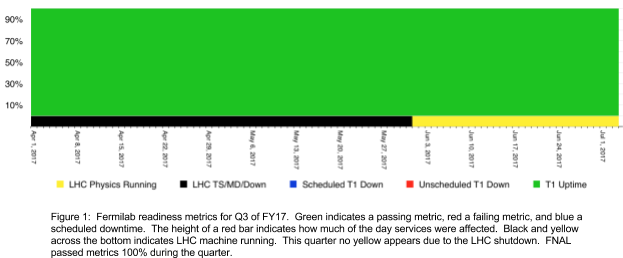 90%
70%
50%
30%
10%
Apr 1, 2017
Apr 8, 2017
Apr 15, 2017
Apr 22, 2017
Apr 29, 2017
May 6, 2017
May 13, 2017
May 20, 2017
May 27, 2017
Jun 3, 2017
Jun 10, 2017
Jun 17, 2017
Jun 24, 2017
Jul 1, 2017
LHC Physics Running
LHC TS/MD/Down
Scheduled T1 Down
Unscheduled T1 Down
T1 Uptime
Figure 1: Fermilab readiness metrics for Q3 of FY17. Green indicates a passing metric, red a failing metric, and blue a
scheduled downtime. The height of a red bar indicates how much of the day services were affected. Black and yellow
across the bottom indicates LHC machine running. This quarter no yellow appears due to the LHC shutdown. FNAL
passed metrics 100% during the quarter.